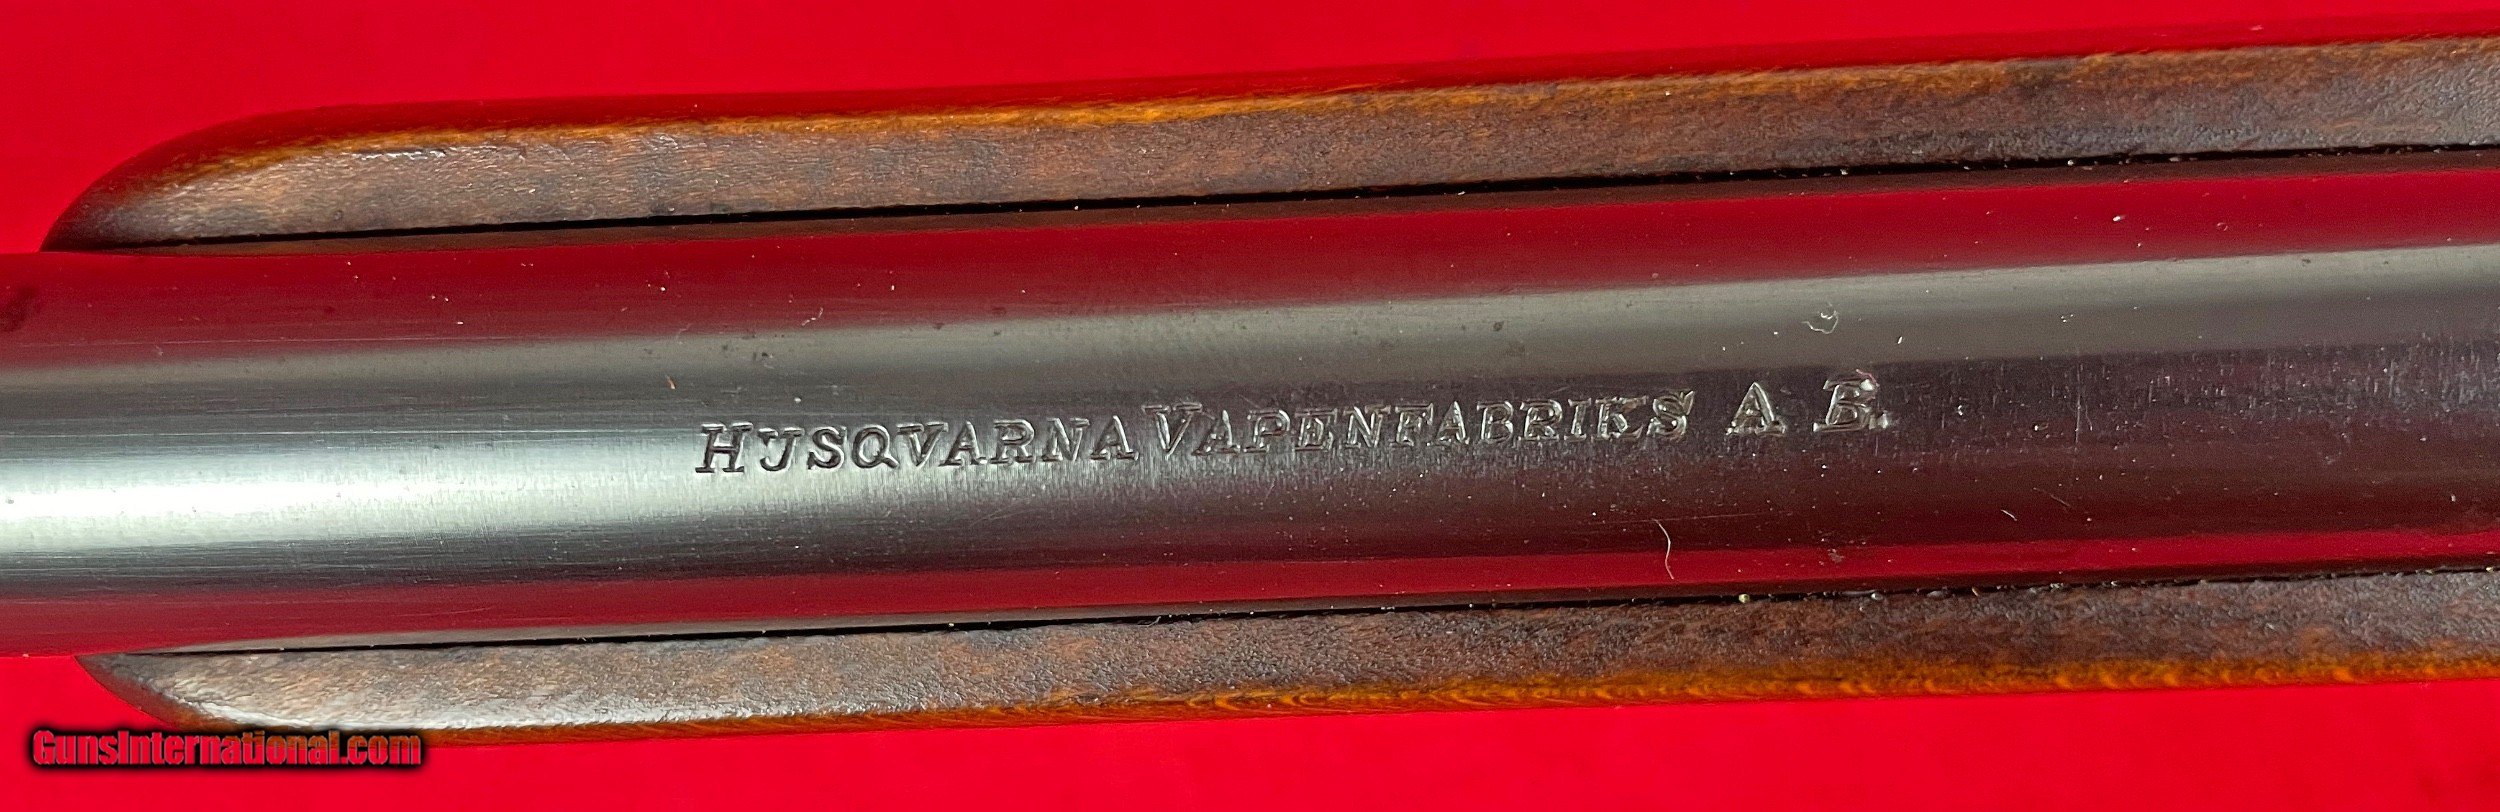 HUSQVARNA VAPENFABRIKS A.B.
GunsInternational.com